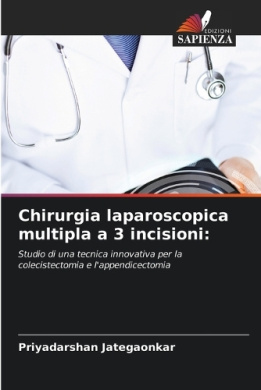 EDIZIONI
SAPIENZA
Chirurgia laparoscopica
multipla a 3 incisioni:
Studio di una tecnica innovativa per la
colecistectomia e l'appendicectomia
Priyadarshan Jategaonkar